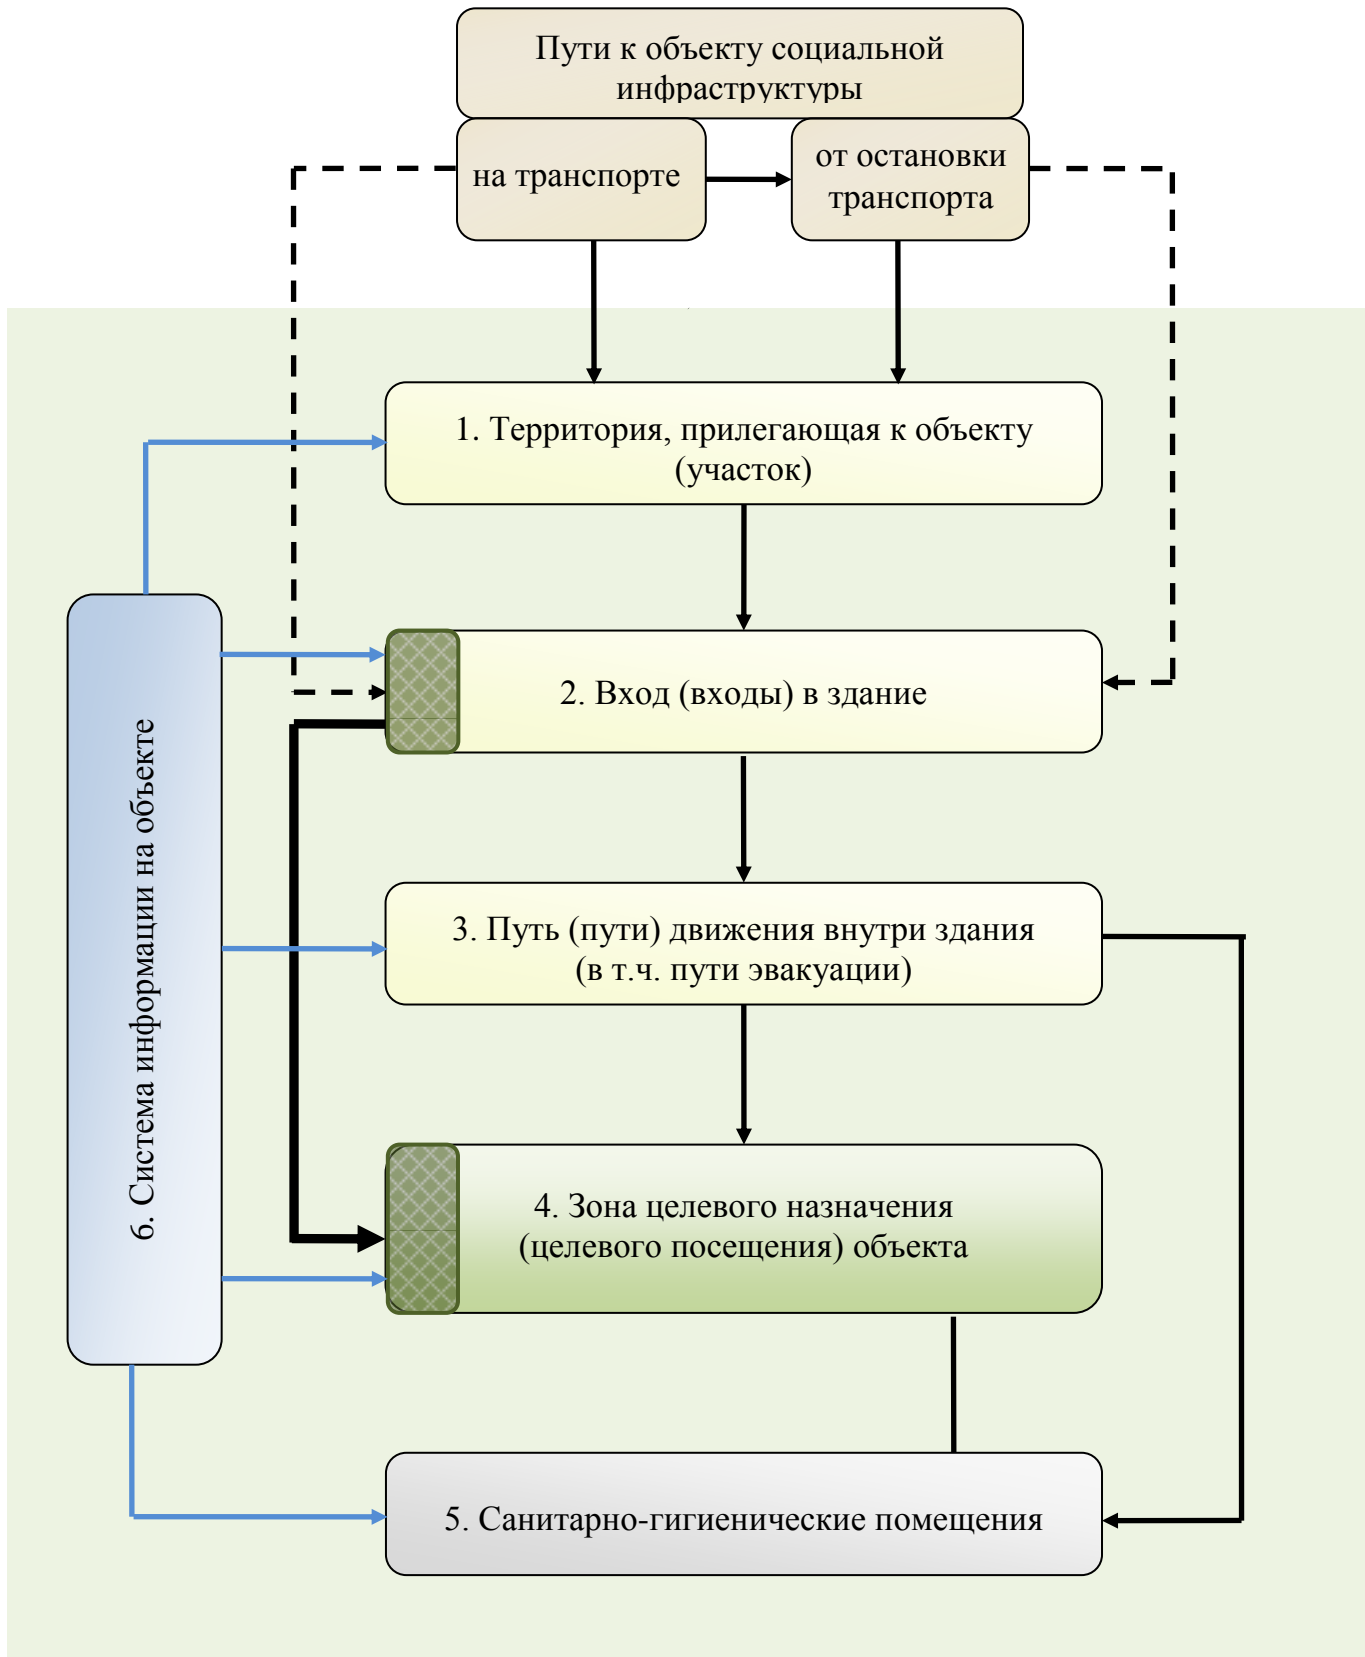 Пути к объекту социальной
инфраструктуры
на транспорте
от остановки
транспорта
1. Территория, прилегающая к объекту
(участок)
2. Вход (входы) в здание
3. Путь (пути) движения внутри здания
(в т.ч. пути эвакуации)
4. Зона целевого назначения
(целевого посещения) объекта
5. Санитарно-гигиенические помещения
6. Система информации на объекте